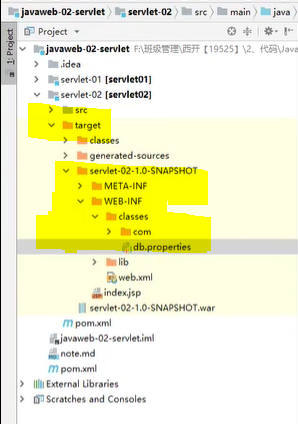 javaweb-02-servlet servlet-02 src main java
1: Project
Project
javaweb-02-servlet F:\班级管理\西开【19525】\2、代码\Java
.idea
servlet-01 [servlet01]
servlet-02 [servlet02]
src
target
classes
generated-sources
servlet-02-1.0-SNAPSHOT
META-INF
WEB-INF
classes
com
db.properties
lib
web.xml
index.jsp
servlet-02-1.0-SNAPSHOT.war
pom.xml
javaweb-02-servlet.iml
note.md
pom.xml
External Libraries
Scratches and Consoles